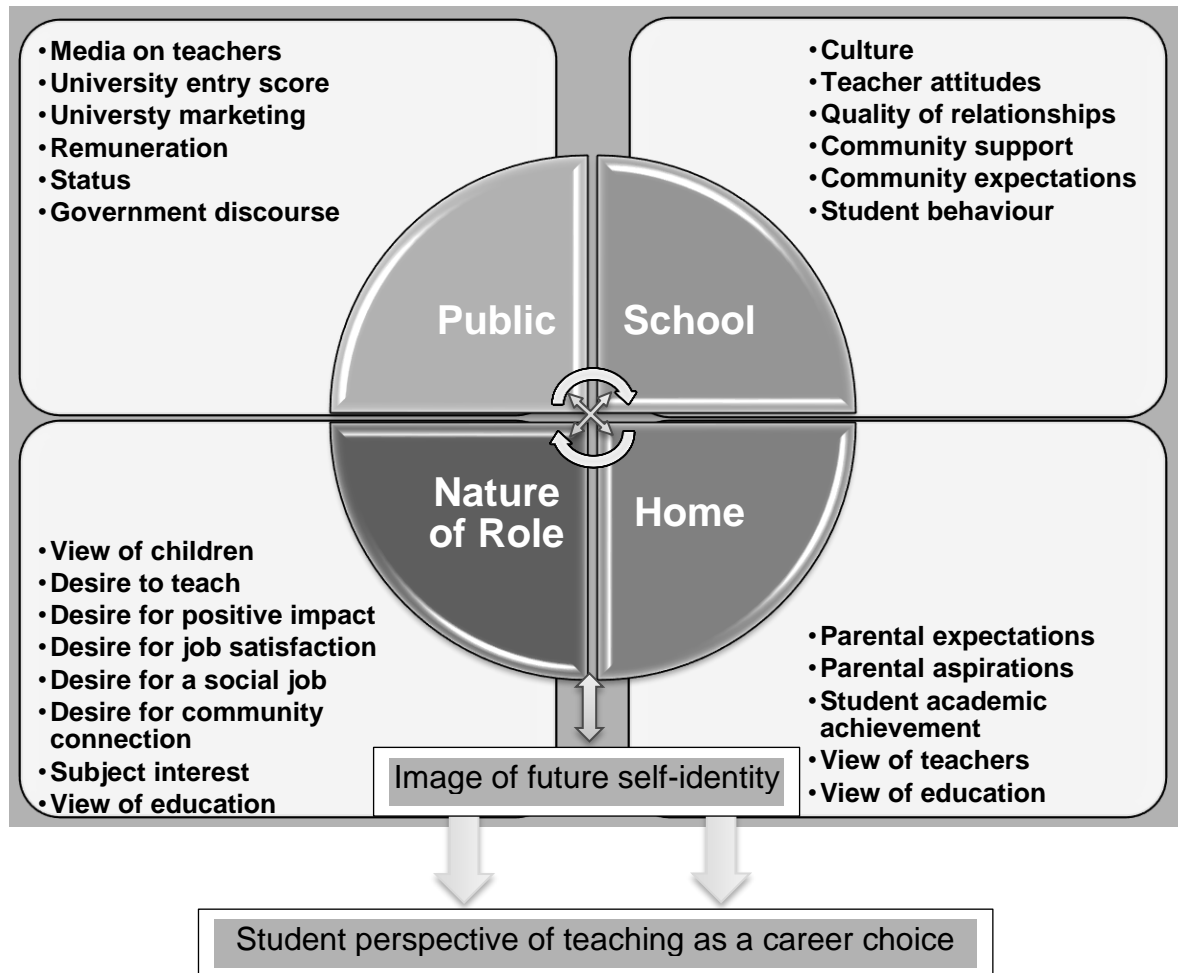 •Media on teachers
•University entry score
•Universty marketing
•Remuneration
•Status
•Government discourse
•Culture
•Teacher attitudes
•Quality of relationships
•Community support
•Community expectations
•Student behaviour
Public
School
Nature
of Role
Home
•View of children
•Desire to teach
•Desire for positive impact
•Desire for job satisfaction
•Desire for a social job
•Desire for community
connection
•Subject interest
•View of education
•Parental expectations
•Parental aspirations
•Student academic
achievement
•View of teachers
•View of education
Image of future self-identity
Student perspective of teaching as a career choice